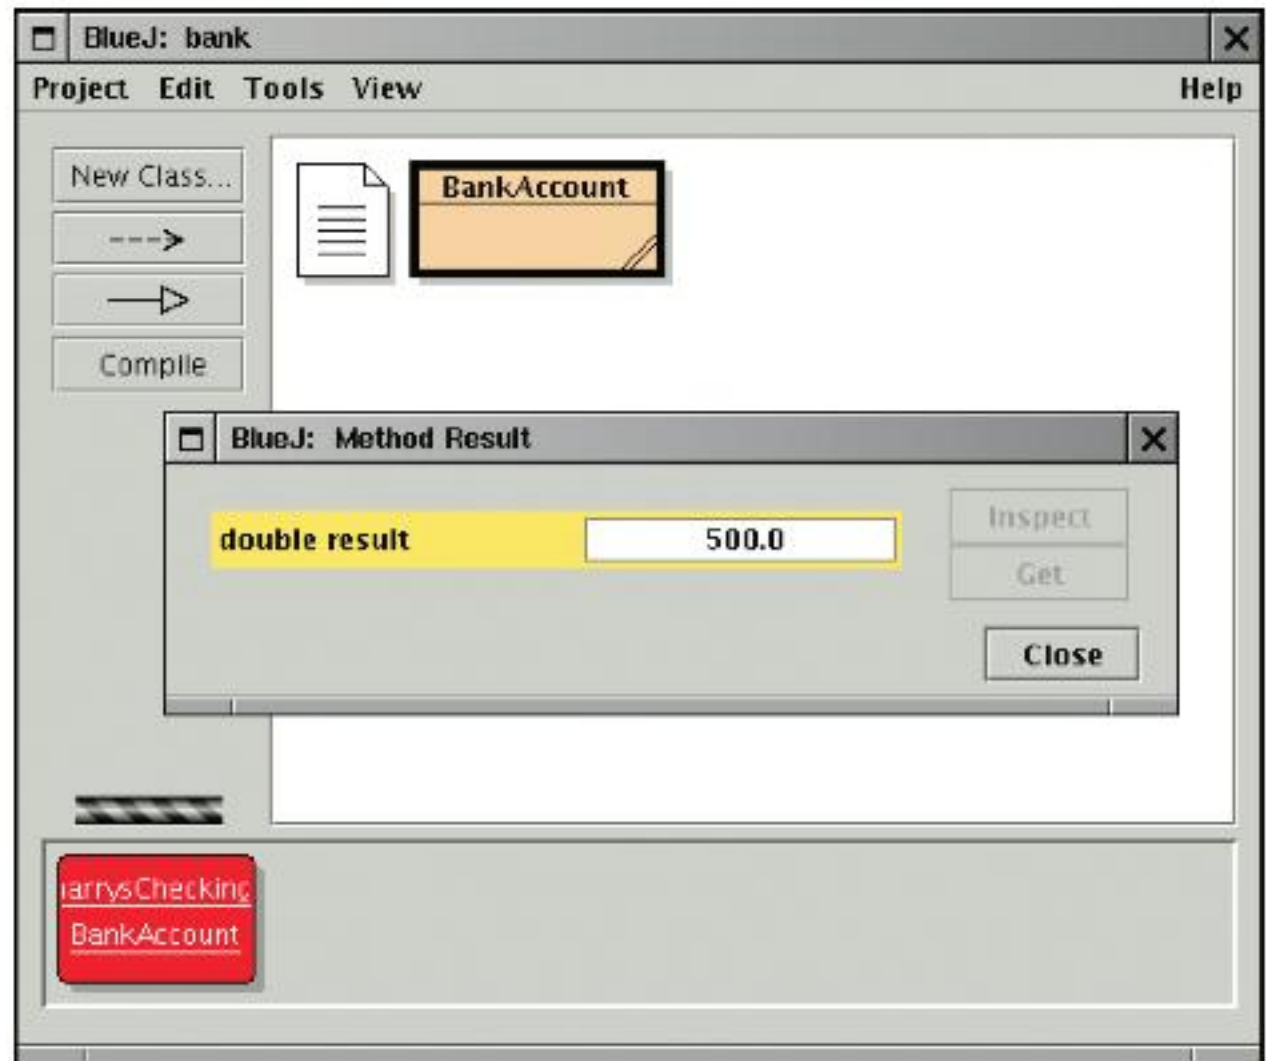 BlueJ: bank
Project Edit Tools View Help
New Class...
BankAccount
Compile
BlueJ: Method Result
double result 500.0
Inspect
Get
Close
arrysChecking
BankAccount